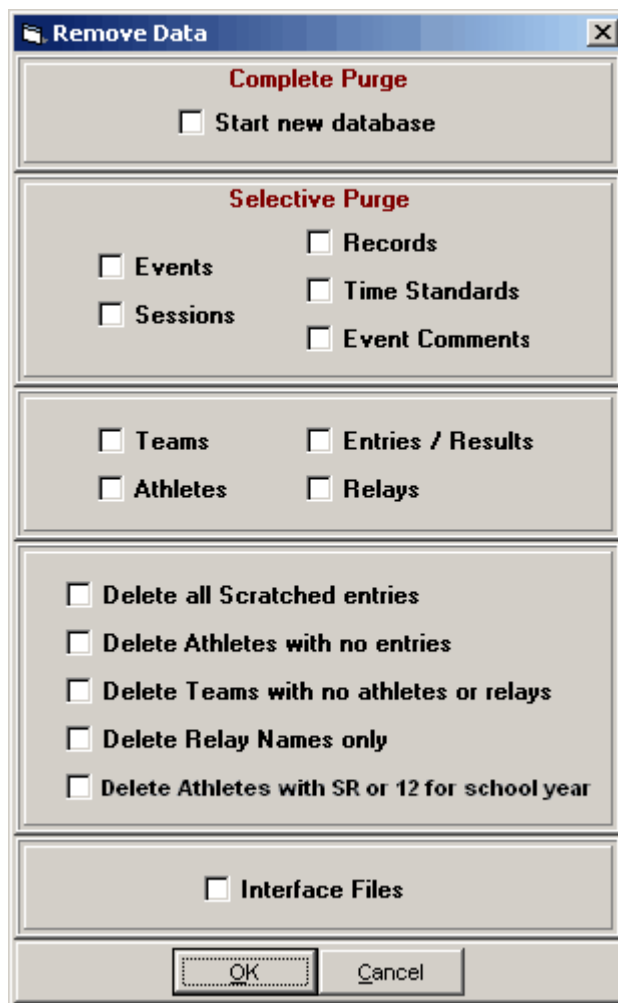 Remove Data
Complete Purge
Start new database
Selective Purge
Events
Sessions
Records
Time Standards
Event Comments
Teams
Athletes
Entries / Results
Relays
Delete all Scratched entries
Delete Athletes with no entries
Delete Teams with no athletes or relays
Delete Relay Names only
Delete Athletes with SR or 12 for school year
Interface Files
OK
Cancel